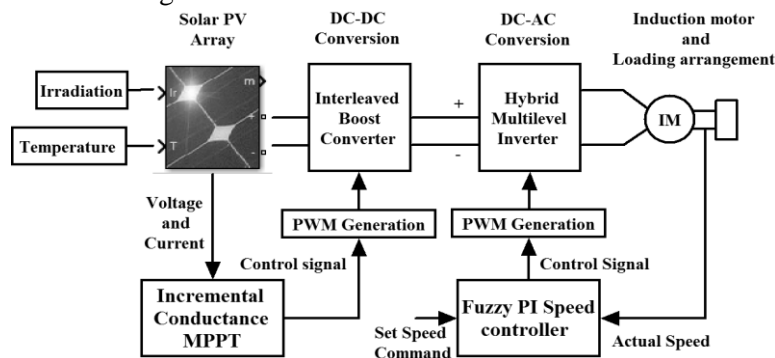 Solar PV
Array
DC-DC
Conversion
DC-AC
Conversion
Induction motor
and
Loading arrangement
Irradiation
Temperature
Ir
T
m
+
-
Interleaved
Boost
Converter
+
-
Hybrid
Multilevel
Inverter
IM
Voltage
and
Current
PWM Generation
PWM Generation
Control signal
Control Signal
Incremental
Conductance
MPPT
Set Speed
Command
Fuzzy PI Speed
controller
Actual Speed